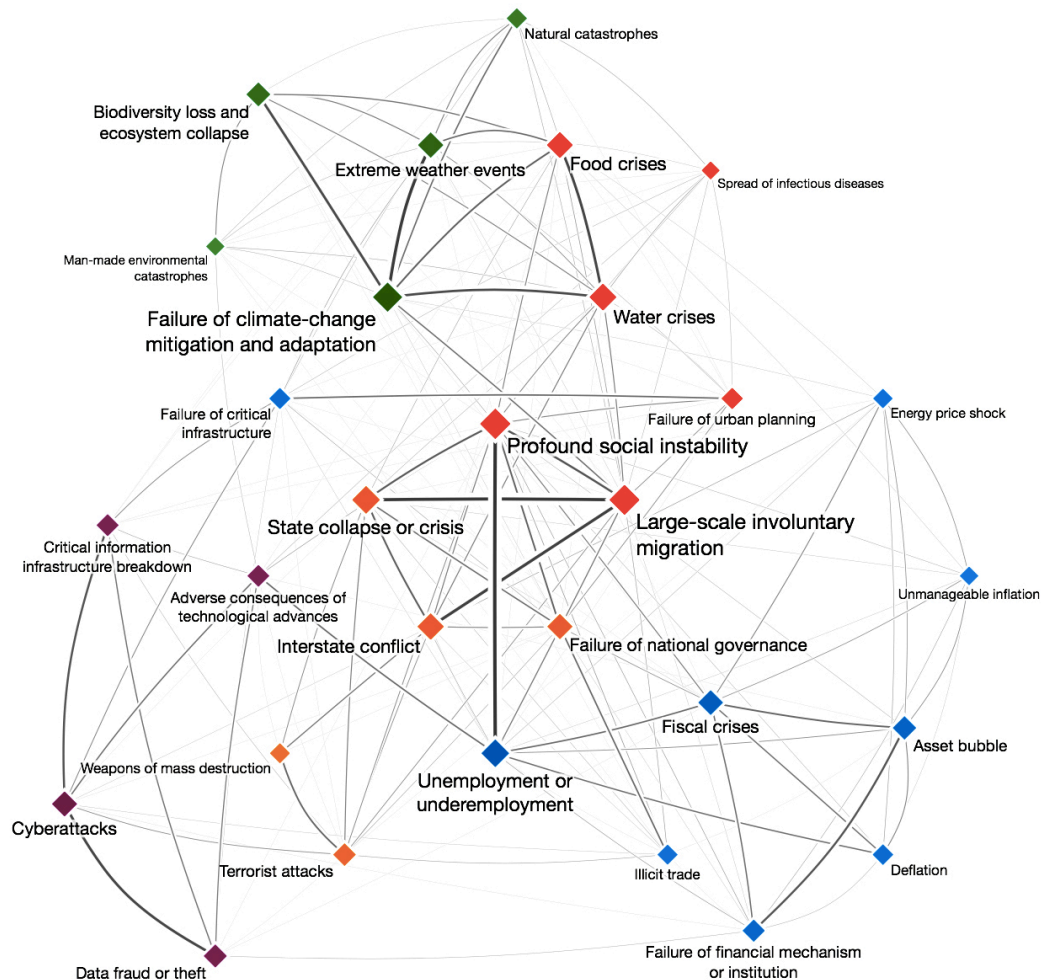 Natural catastrophes
Biodiversity loss and
ecosystem collapse
Extreme weather events
Food crises
Spread of infectious diseases
Man-made environmental
catastrophes
Failure of climate-change
mitigation and adaptation
Water crises
Failure of critical
infrastructure
Failure of urban planning
Energy price shock
Profound social instability
State collapse or crisis
Large-scale involuntary
migration
Critical information
infrastructure breakdown
Adverse consequences of
technological advances
Unmanageable inflation
Interstate conflict
Failure of national governance
Fiscal crises
Asset bubble
Weapons of mass destruction
Unemployment or
underemployment
Cyberattacks
Terrorist attacks
Illicit trade
Deflation
Failure of financial mechanism
or institution
Data fraud or theft